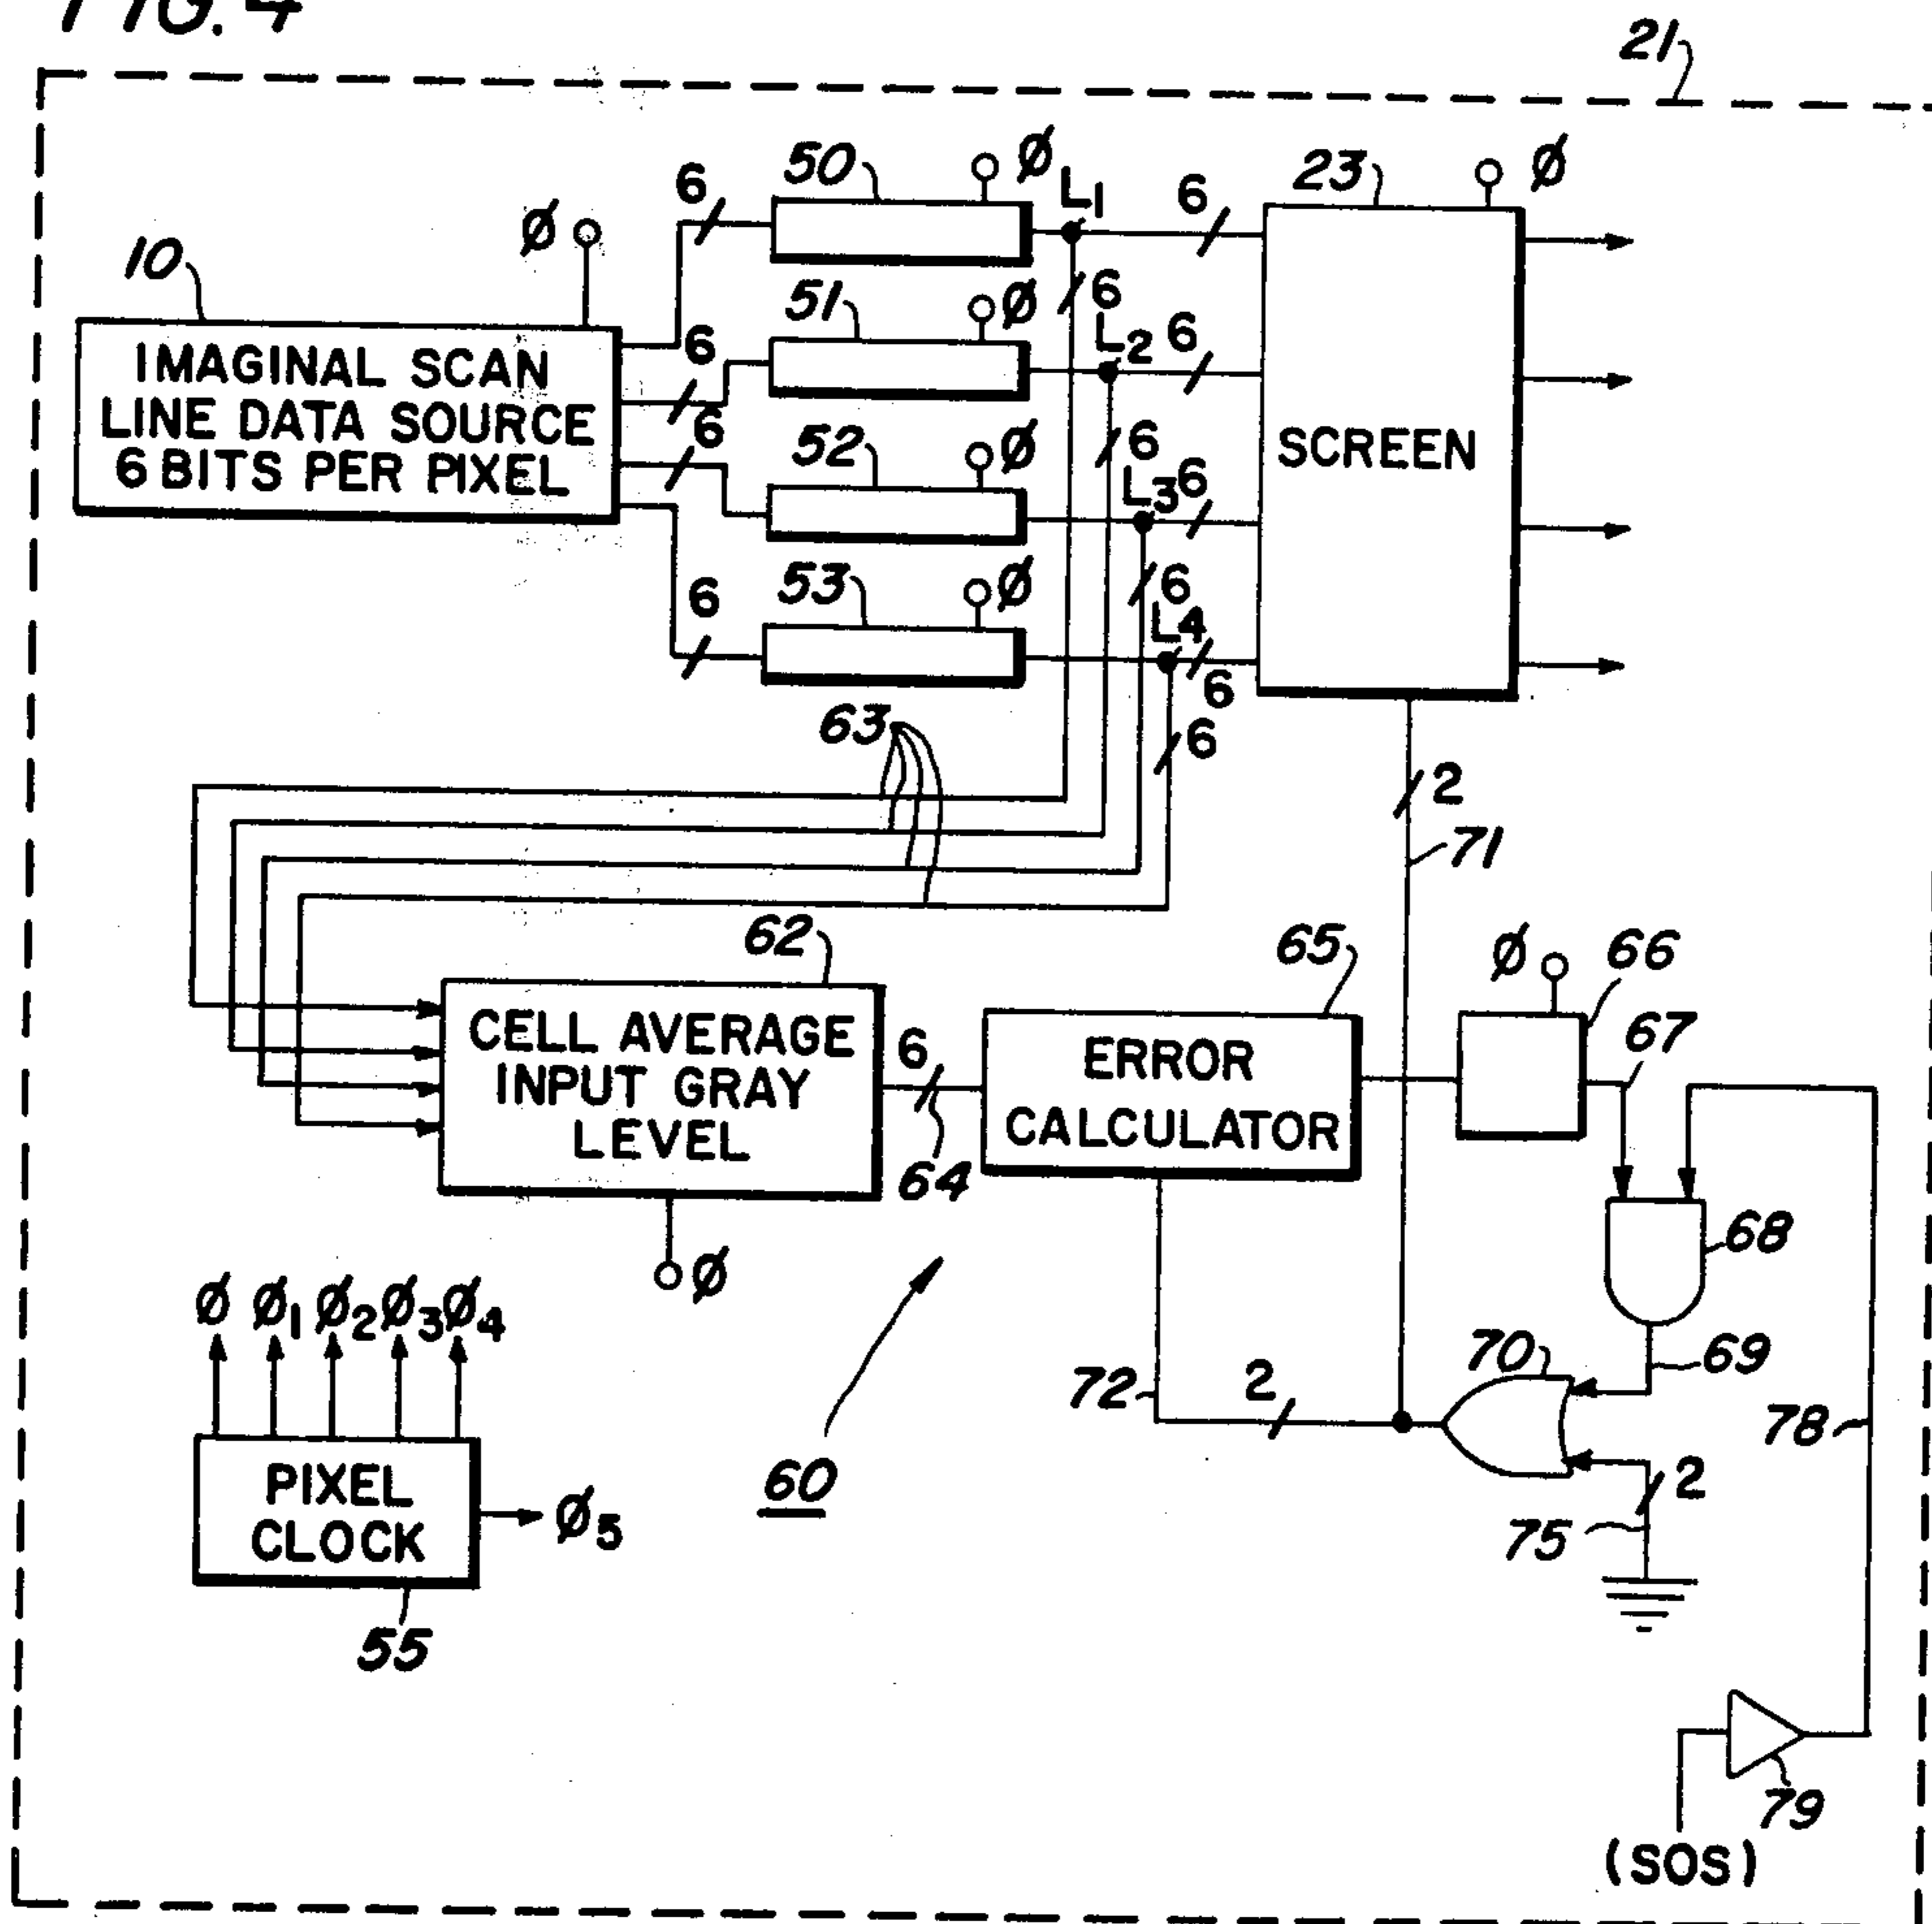 FIG. 4
21
50
Ø
L1
6
6
23
Ø
Ø
10
6
51
Ø
6
L2
6
IMAGINAL SCAN
LINE DATA SOURCE
6 BITS PER PIXEL
6
52
Ø
6
L3
6
SCREEN
6
53
Ø
6
L4
6
63
6
2
71
62
65
Ø
66
67
CELL AVERAGE
INPUT GRAY
LEVEL
6
64
ERROR
CALCULATOR
68
Ø
Ø Ø1 Ø2 Ø3 Ø4
70
69
72
2
78
PIXEL
CLOCK
Ø5
60
2
75
55
79
(SOS)